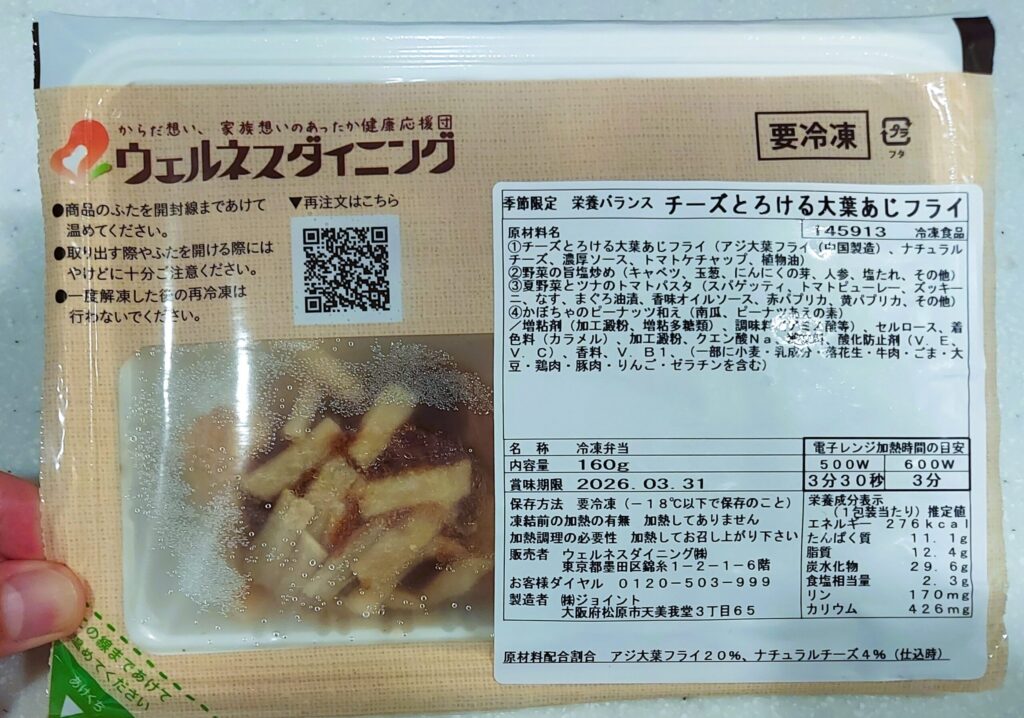 からだ想い、家族想いのあったか健康応援団
ウェルネスダイニング
要冷凍
プラ
フタ
●商品のふたを開封線まであけて
温めてください。
●取り出す際やふたを開ける際には
やけどに十分ご注意ください。
●一度解凍した後の再冷凍は
行わないでください。
▼再注文はこちら
季節限定 栄養バランス チーズとろける大葉あじフライ
原材料名 145913 冷凍食品
①チーズとろける大葉あじフライ(アジ大葉フライ(中国製造)、ナチュラル
チーズ、濃厚ソース、トマトケチャップ、植物油)
②野菜の旨塩炒め(キャベツ、玉葱、にんにくの芽、人参、塩たれ、その他)
③夏野菜とツナのトマトパスタ(スパゲッティ、トマトピューレー、ズッキー
ニ、なす、まぐろ油漬、香味オイルソース、赤パプリカ、黄パプリカ、その他)
④かぼちゃのピーナッツ和え(南瓜、ピーナツあえの素)
/増粘剤(加工澱粉、増粘多糖類)、調味料 酸等)、セルロース、着
色料(カラメル)、加工澱粉、クエン酸Na、 、酸化防止剤(V.E、
V.C)、香料、V.B1、(一部に小麦・乳成分・落花生・牛肉・ごま・大
豆・鶏肉・豚肉・りんご・ゼラチンを含む)
名 称 冷凍弁当
内容量 160g
賞味期限 2026.03.31
保存方法 要冷凍(-18℃以下で保存のこと)
凍結前の加熱の有無 加熱してありません
加熱調理の必要性 加熱してお召し上がり下さい
販売者 ウェルネスダイニング㈱
東京都墨田区錦糸1-2-1-6階
お客様ダイヤル 0120-503-999
製造者 ㈱ジョイント
大阪府松原市天美我堂3丁目65
電子レンジ加熱時間の目安
500W 600W
3分30秒 3分
栄養成分表示
(1包装当たり)推定値
エネルギー 276kcal
たんぱく質 11.1g
脂質 12.4g
炭水化物 29.6g
食塩相当量 2.3g
リン 170mg
カリウム 426mg
原材料配合割合 アジ大葉フライ20%、ナチュラルチーズ4%(仕込時)
の線まであけて
温めてください
あけくち